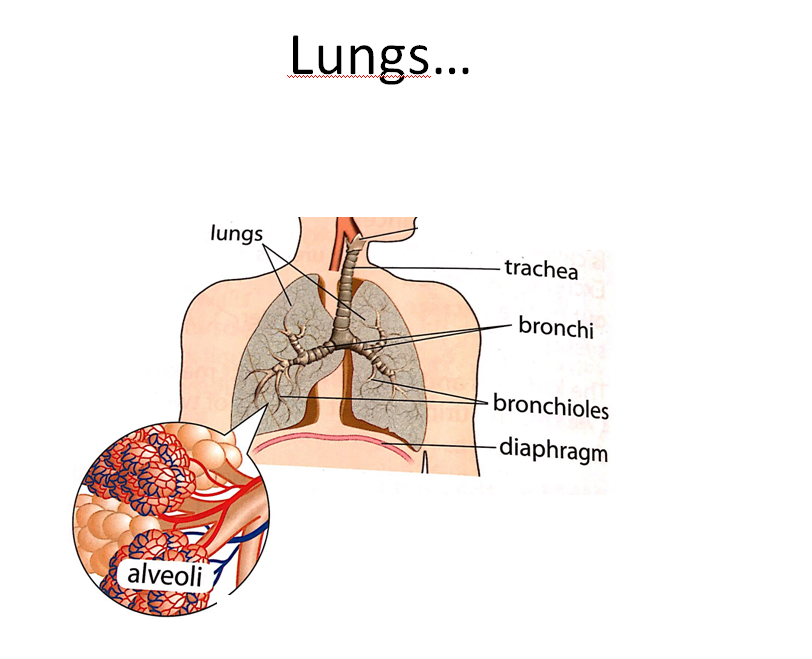 Lungs...
lungs
trachea
bronchi
bronchioles
diaphragm
alveoli